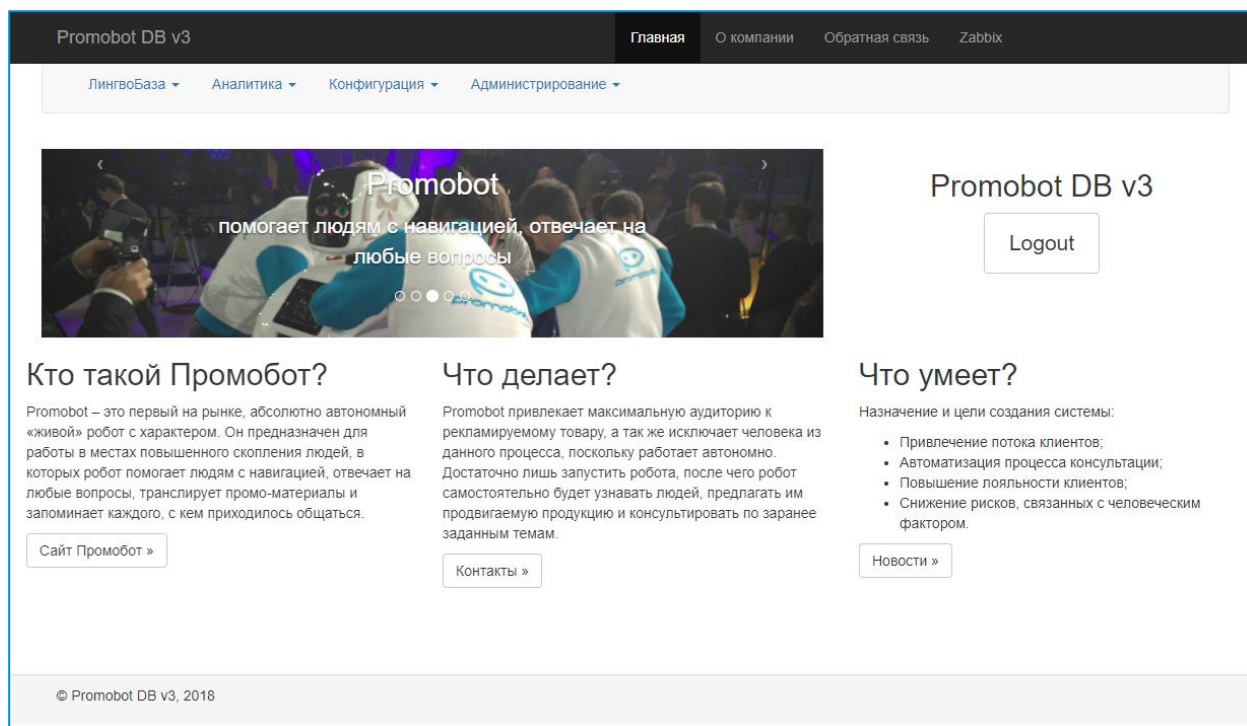 Promobot DB v3
Главная О компании Обратная связь Zabbix
ЛингвоБаза Аналитика Конфигурация Администрирование
‹ ›
Promobot
помогает людям с навигацией, отвечает на
любые вопросы
promobot
promobot
Promobot DB v3
Logout
Кто такой Промобот?
Promobot – это первый на рынке, абсолютно автономный
«живой» робот с характером. Он предназначен для
работы в местах повышенного скопления людей, в
которых робот помогает людям с навигацией, отвечает на
любые вопросы, транслирует промо-материалы и
запоминает каждого, с кем приходилось общаться.
Сайт Промобот »
Что делает?
Promobot привлекает максимальную аудиторию к
рекламируемому товару, а так же исключает человека из
данного процесса, поскольку работает автономно.
Достаточно лишь запустить робота, после чего робот
самостоятельно будет узнавать людей, предлагать им
продвигаемую продукцию и консультировать по заранее
заданным темам.
Контакты »
Что умеет?
Назначение и цели создания системы:
• Привлечение потока клиентов;
• Автоматизация процесса консультации;
• Повышение лояльности клиентов;
• Снижение рисков, связанных с человеческим
фактором.
Новости »
© Promobot DB v3, 2018